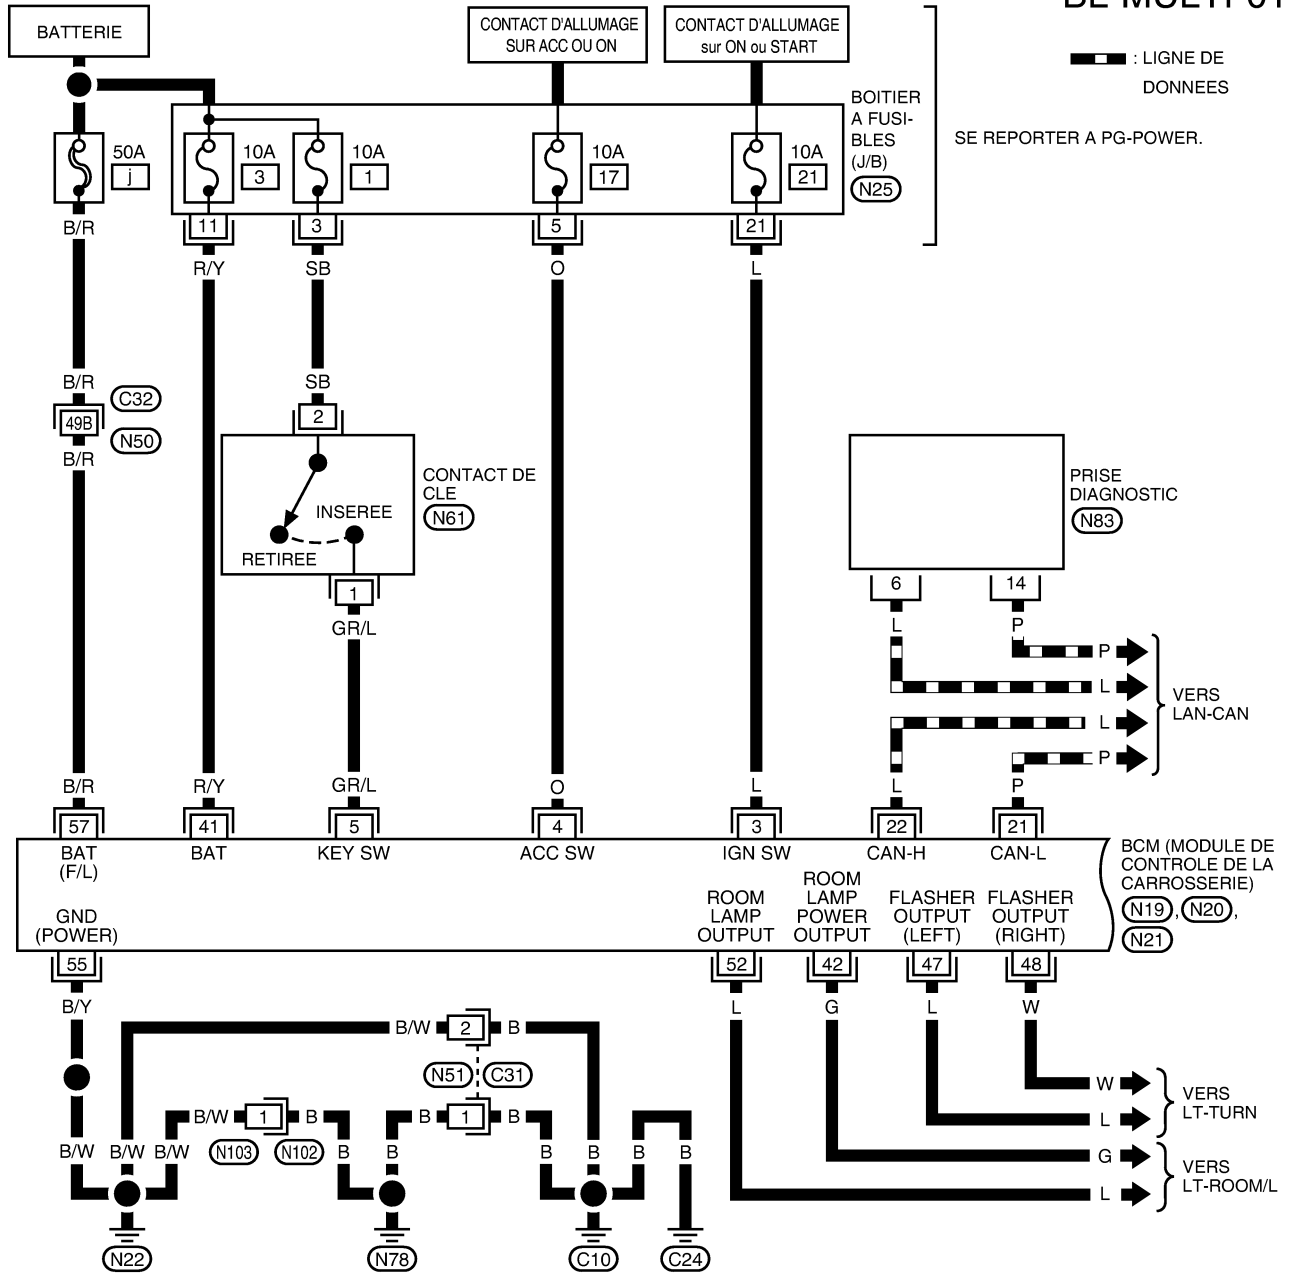 BATTERIE
CONTACT D'ALLUMAGE
SUR ACC OU ON
CONTACT D'ALLUMAGE
sur ON ou START
: LIGNE DE
DONNEES
BOITIER
A FUSI-
BLES
(J/B)
N25
SE REPORTER A PG-POWER.
50A
j
10A
3
10A
1
10A
17
10A
21
11
3
5
21
B/R
R/Y
SB
O
L
B/R
SB
C32
49B
N50
B/R
2
CONTACT DE
CLE
N61
INSEREE
RETIREE
1
GR/L
PRISE
DIAGNOSTIC
N83
6
14
L
P
P
L
L
P
VERS
LAN-CAN
B/R
R/Y
GR/L
O
L
L
P
57
41
5
4
3
22
21
BAT
(F/L)
BAT
KEY SW
ACC SW
IGN SW
CAN-H
CAN-L
BCM (MODULE DE
CONTROLE DE LA
CARROSSERIE)
N19 , N20 ,
N21
GND
(POWER)
ROOM
LAMP
OUTPUT
ROOM
LAMP
POWER
OUTPUT
FLASHER
OUTPUT
(LEFT)
FLASHER
OUTPUT
(RIGHT)
55
52
42
47
48
B/Y
L
G
L
W
B/W
2
B
N51
C31
B/W
1
B
B
1
B
N103
N102
B/W
B/W
B/W
B
B
B
B
B
B
W
L
VERS
LT-TURN
G
L
VERS
LT-ROOM/L
N22
N78
C10
C24